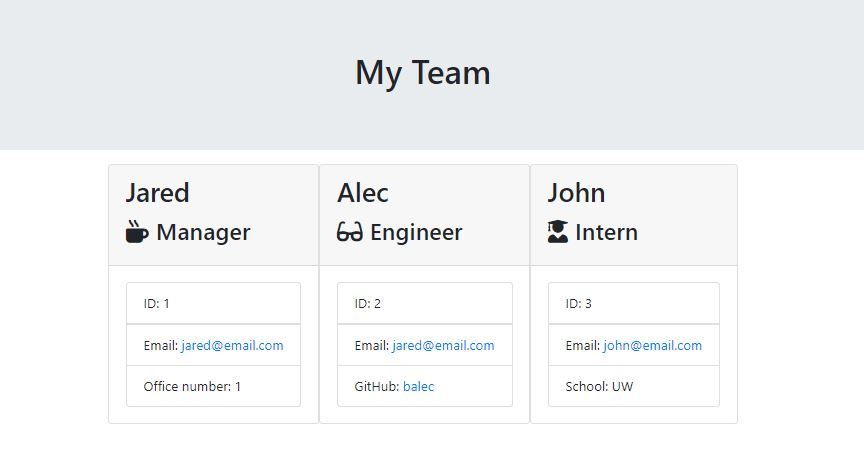 My Team
Jared
Manager
ID: 1
Email: jared@email.com
Office number: 1
Alec
Engineer
ID: 2
Email: jared@email.com
GitHub: balec
John
Intern
ID: 3
Email: john@email.com
School: UW